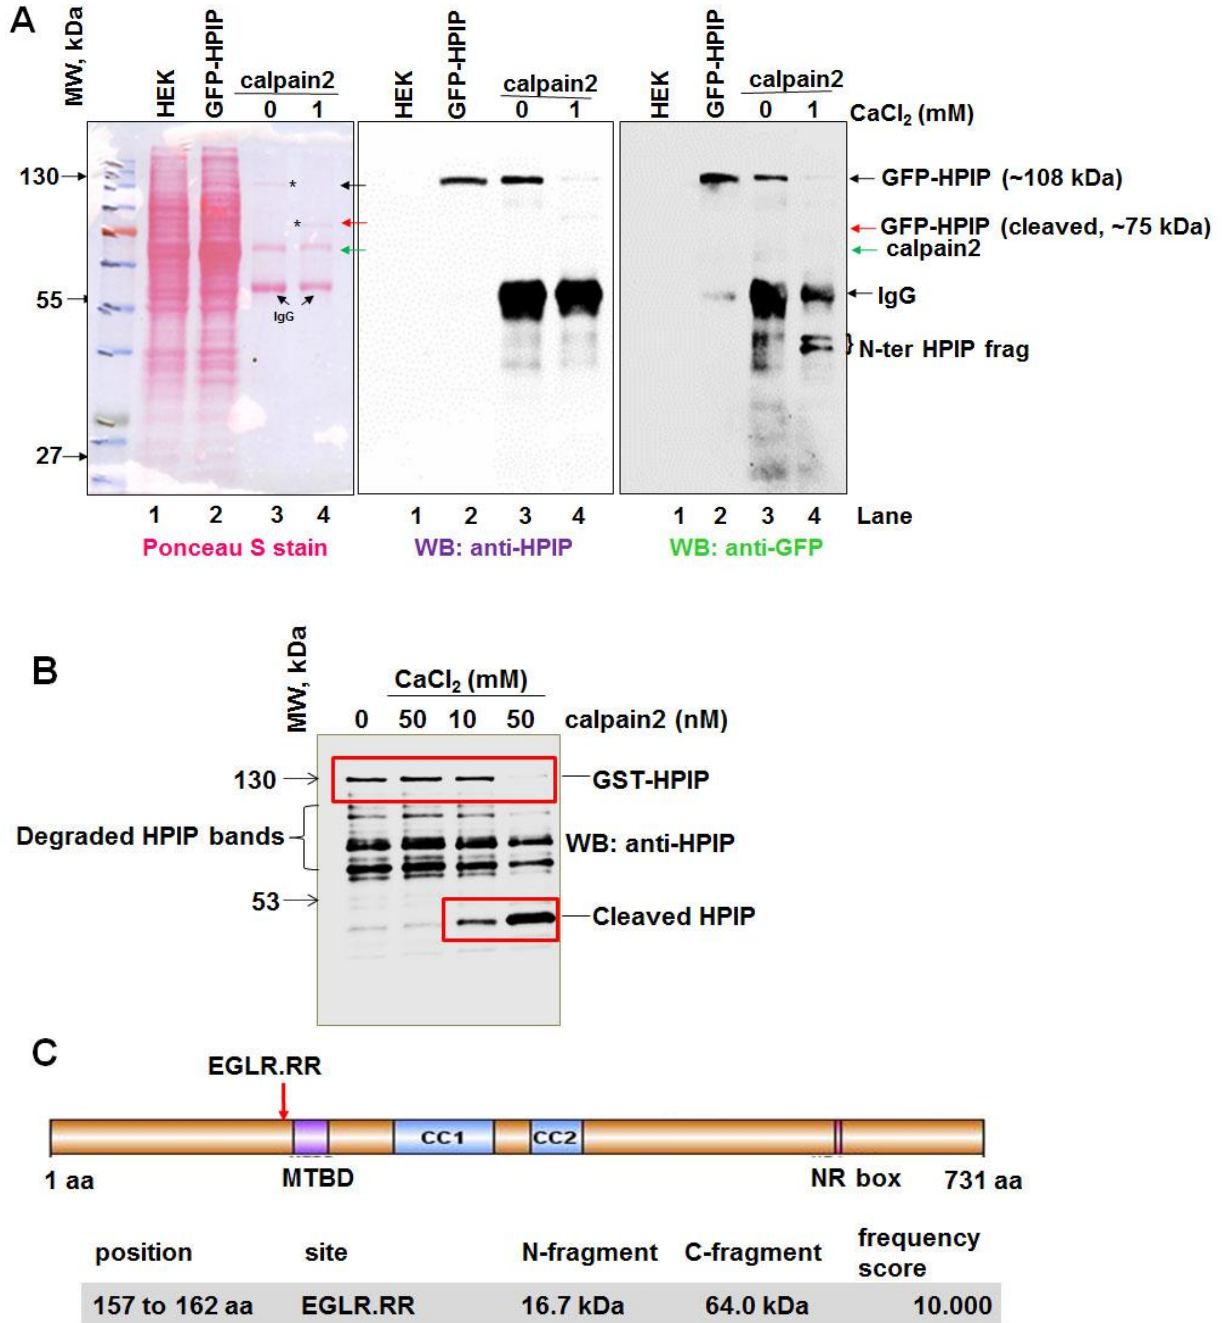 A
MW, kDa
HEK
GFP-HPIP
calpain2
0 1
HEK
GFP-HPIP
calpain2
0 1
HEK
GFP-HPIP
calpain2
0 1
CaCl2 (mM)
130
55
27
*
*
IgG
GFP-HPIP (~108 kDa)
GFP-HPIP (cleaved, ~75 kDa)
calpain2
IgG
} N-ter HPIP frag
1 2 3 4
1 2 3 4
1 2 3 4 Lane
Ponceau S stain
WB: anti-HPIP
WB: anti-GFP
B
MW, kDa
CaCl2 (mM)
0 50 10 50 calpain2 (nM)
130
GST-HPIP
Degraded HPIP bands
WB: anti-HPIP
53
Cleaved HPIP
C
EGLR.RR
CC1 CC2
1 aa MTBD NR box 731 aa
position site N-fragment C-fragment frequency score
157 to 162 aa EGLR.RR 16.7 kDa 64.0 kDa 10.000